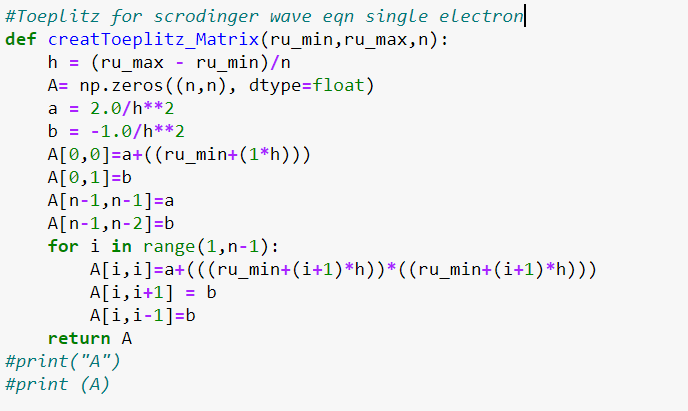 #Toeplitz for scrodinger wave eqn single electron
def creatToeplitz_Matrix(ru_min,ru_max,n):
    h = (ru_max - ru_min)/n
    A= np.zeros((n,n), dtype=float)
    a = 2.0/h**2
    b = -1.0/h**2
    A[0,0]=a+((ru_min+(1*h)))
    A[0,1]=b
    A[n-1,n-1]=a
    A[n-1,n-2]=b
    for i in range(1,n-1):
        A[i,i]=a+(((ru_min+(i+1)*h))*((ru_min+(i+1)*h)))
        A[i,i+1] = b
        A[i,i-1]=b
    return A
#print("A")
#print (A)